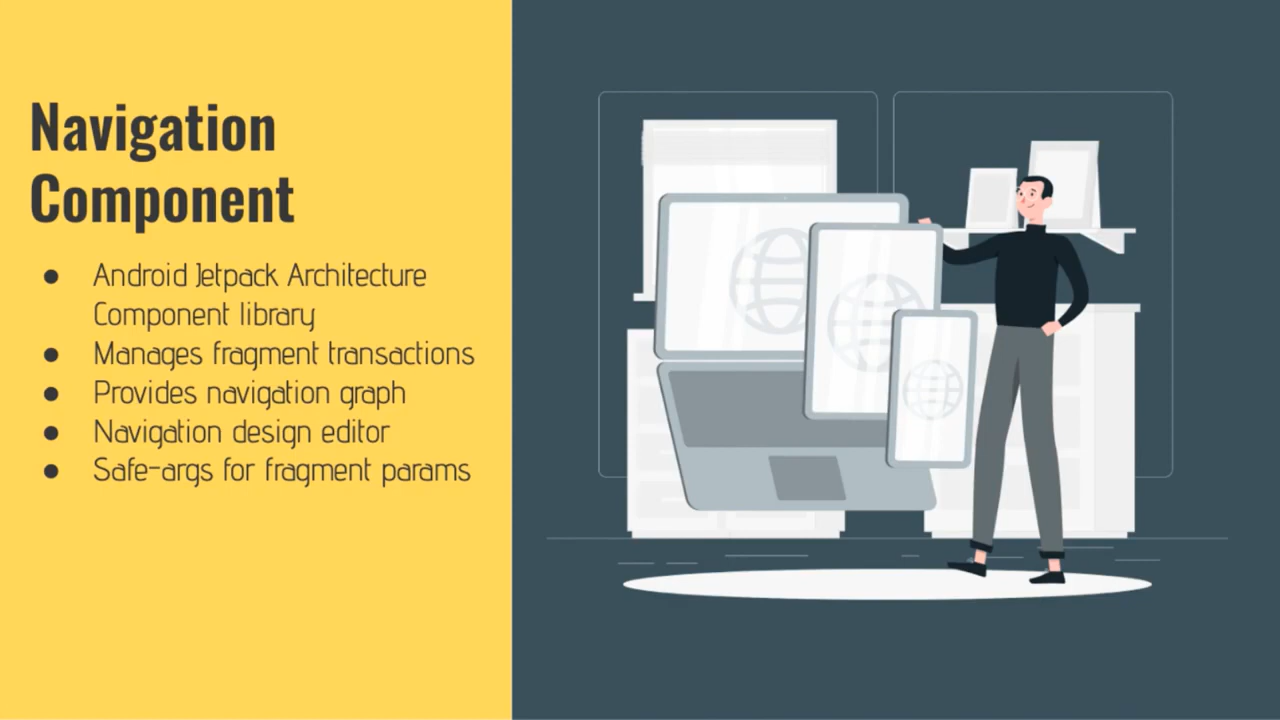 Navigation
Component
● Android Jetpack Architecture
Component library
● Manages fragment transactions
● Provides navigation graph
● Navigation design editor
● Safe-args for fragment params